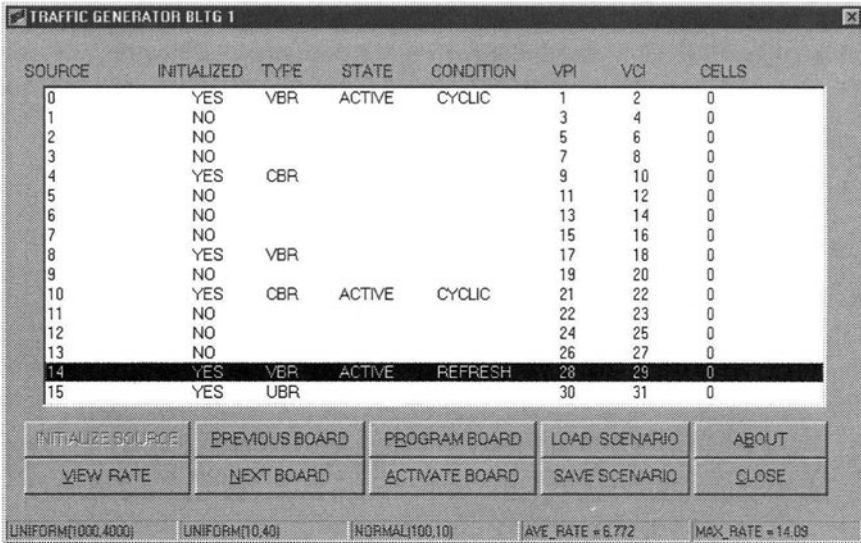 TRAFFIC GENERATOR BLTG 1
SOURCE INITIALIZED TYPE STATE CONDITION VPI VCI CELLS
0 YES VBR ACTIVE CYCLIC 1 2 0
1 NO 3 4 0
2 NO 5 6 0
3 NO 7 8 0
4 YES CBR 9 10 0
5 NO 11 12 0
6 NO 13 14 0
7 NO 15 16 0
8 YES VBR 17 18 0
9 NO 19 20 0
10 YES CBR ACTIVE CYCLIC 21 22 0
11 NO 22 23 0
12 NO 24 25 0
13 NO 26 27 0
14 YES VBR ACTIVE REFRESH 28 29 0
15 YES UBR 30 31 0
INITIALIZE SOURCE PREVIOUS BOARD PROGRAM BOARD LOAD SCENARIO ABOUT
VIEW RATE NEXT BOARD ACTIVATE BOARD SAVE SCENARIO CLOSE
UNIFORM(1000,4000) UNIFORM(10,40) NORMAL(100,10) AVE_RATE = 6.772 MAX_RATE = 14.09